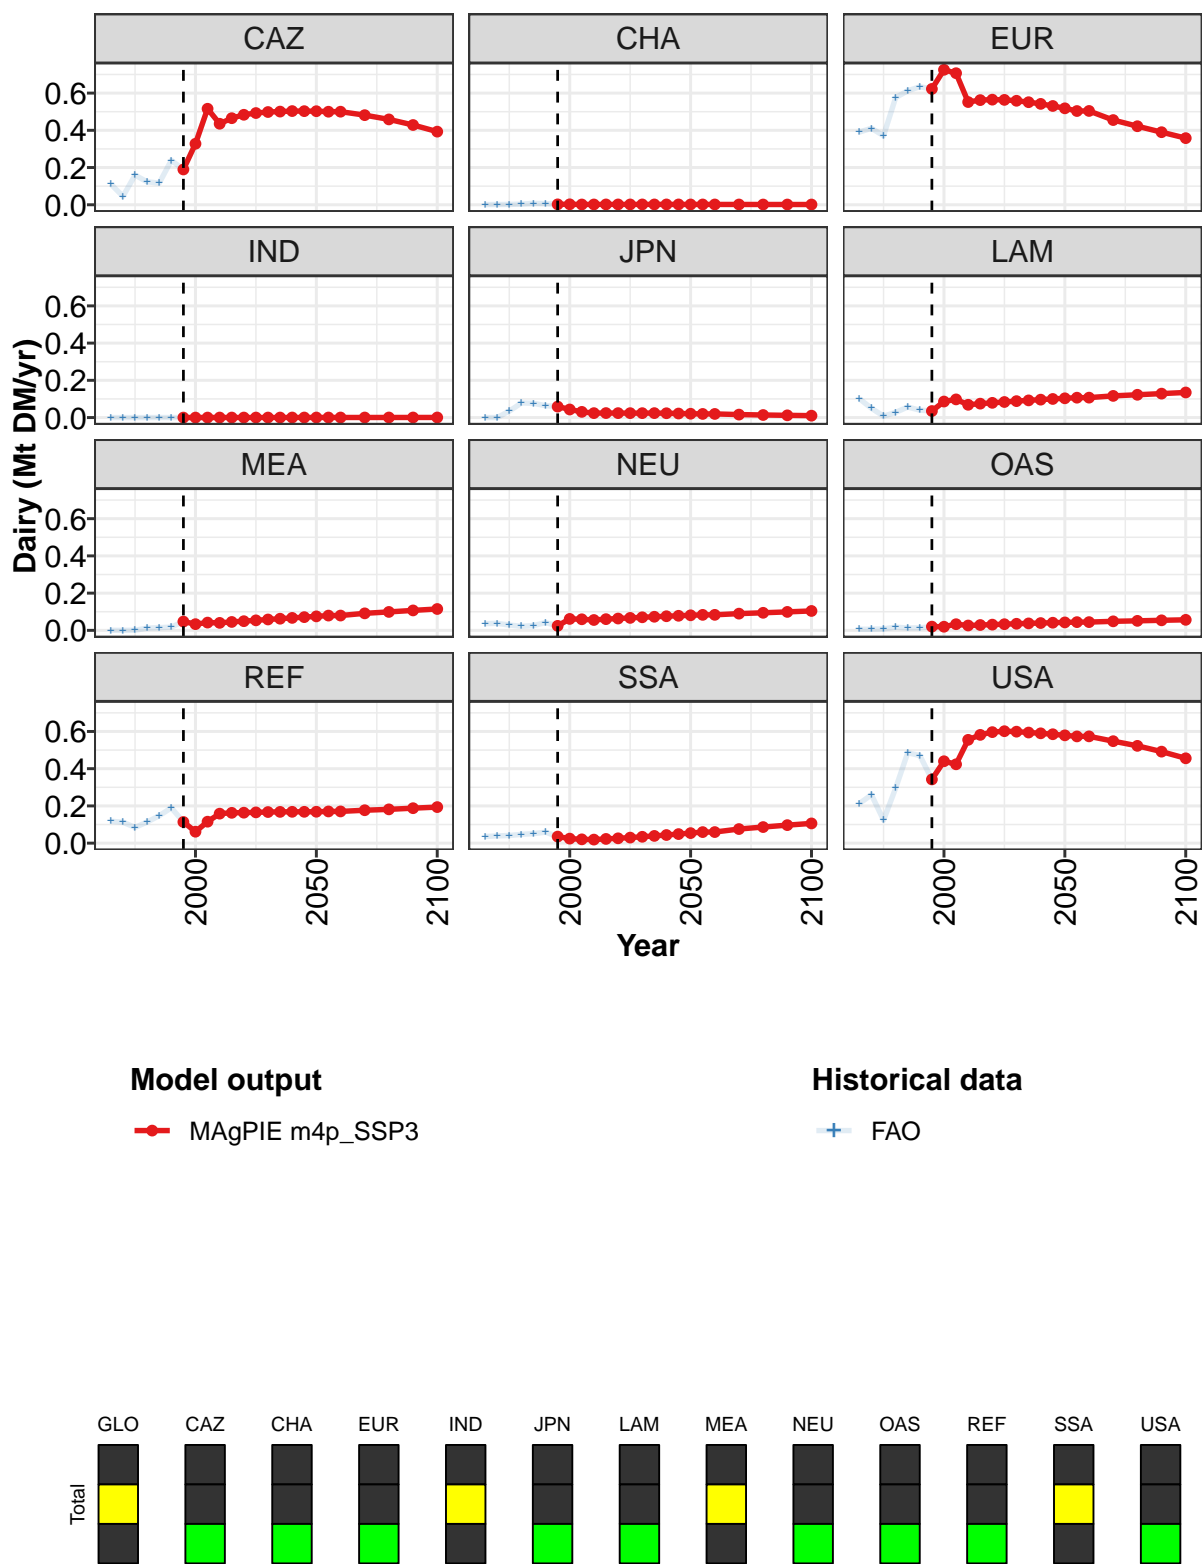 CAZ CHA EUR
0.6
0.4
0.2
0.0
IND JPN LAM
0.6
0.4
0.2
0.0
MEA NEU OAS
0.6
0.4
0.2
0.0
REF SSA USA
0.6
0.4
0.2
0.0
Dairy (Mt DM/yr)
2000 2050 2100 2000 2050 2100 2000 2050 2100
Year
Model output
MAgPIE m4p_SSP3
Historical data
FAO
GLO CAZ CHA EUR IND JPN LAM MEA NEU OAS REF SSA USA
Total